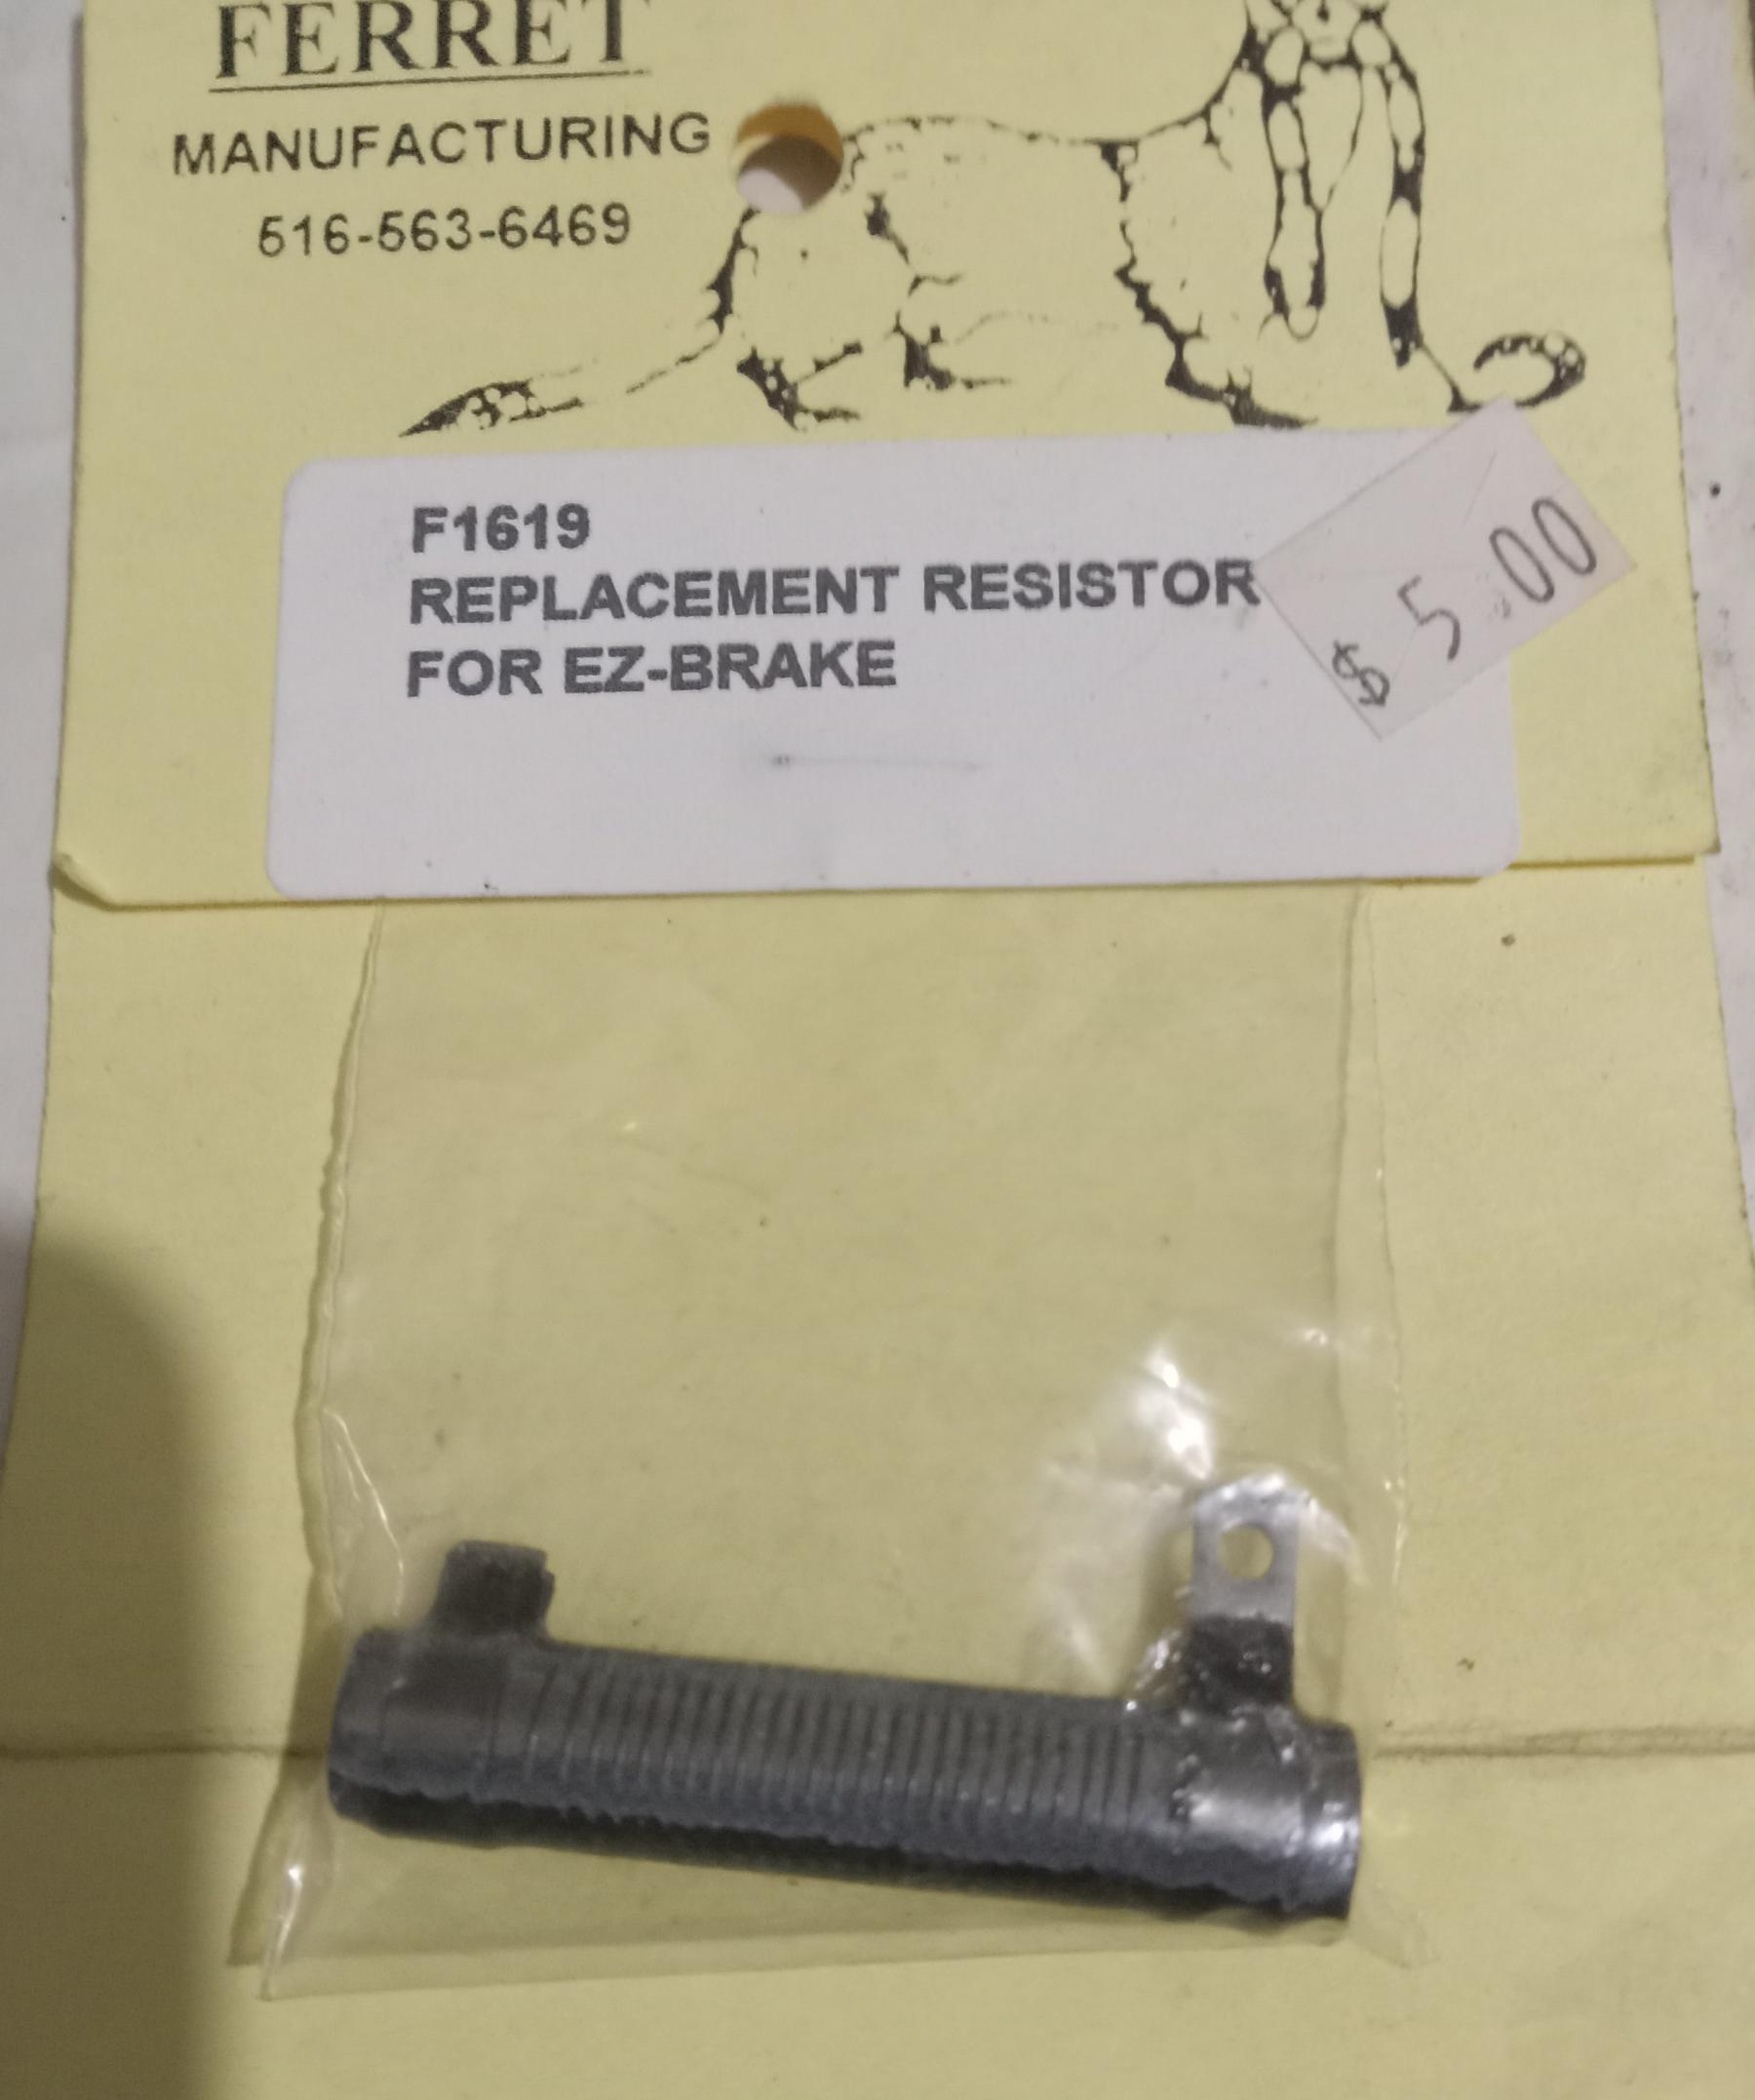 FERRET
MANUFACTURING
516-563-6469
F1619
REPLACEMENT RESISTOR
FOR EZ-BRAKE
$ 5.00